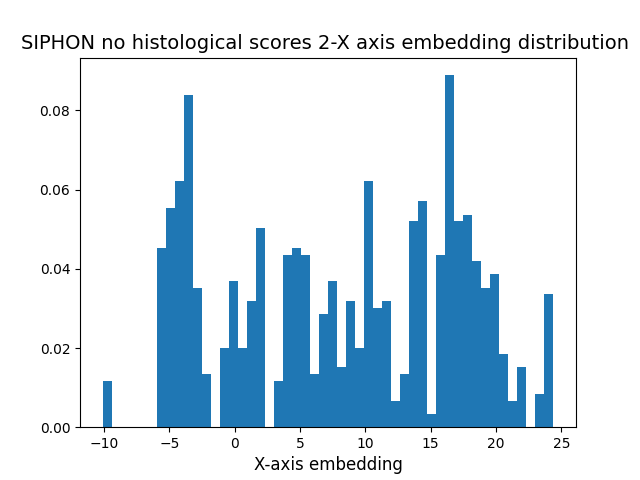 SIPHON no histological scores 2-X axis embedding distribution
0.08
0.06
0.04
0.02
0.00
−10 −5 0 5 10 15 20 25
X-axis embedding